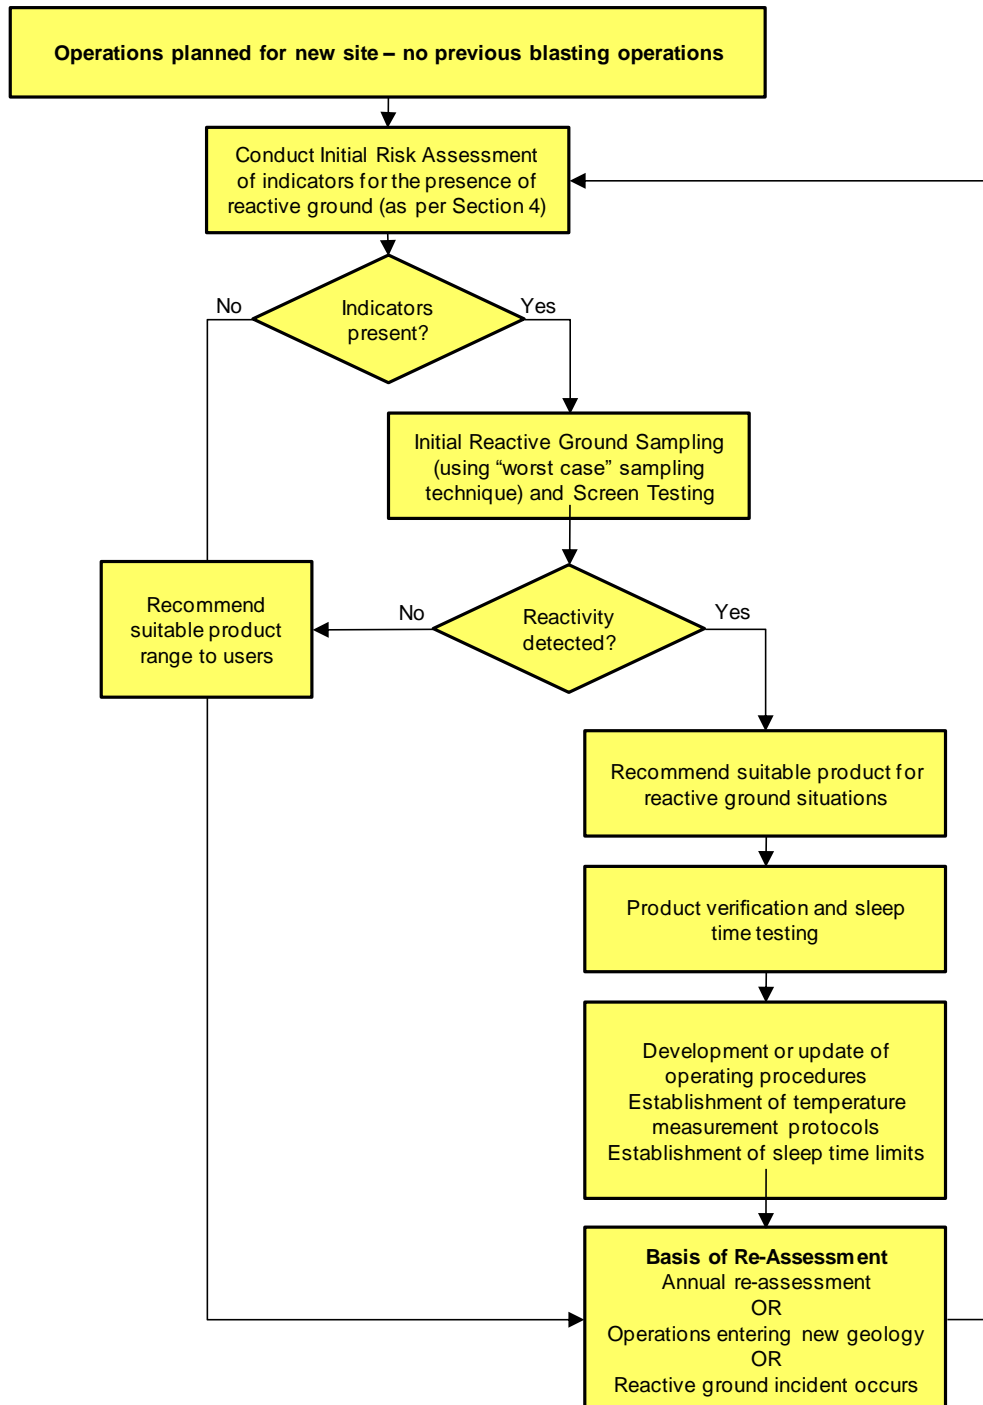 Operations planned for new site – no previous blasting operations
Conduct Initial Risk Assessment
of indicators for the presence of
reactive ground (as per Section 4)
No
Yes
Indicators
present?
Initial Reactive Ground Sampling
(using “worst case” sampling
technique) and Screen Testing
Recommend
suitable product
range to users
No
Yes
Reactivity
detected?
Recommend suitable product for
reactive ground situations
Product verification and sleep
time testing
Development or update of
operating procedures
Establishment of temperature
measurement protocols
Establishment of sleep time limits
Basis of Re-Assessment
Annual re-assessment
OR
Operations entering new geology
OR
Reactive ground incident occurs